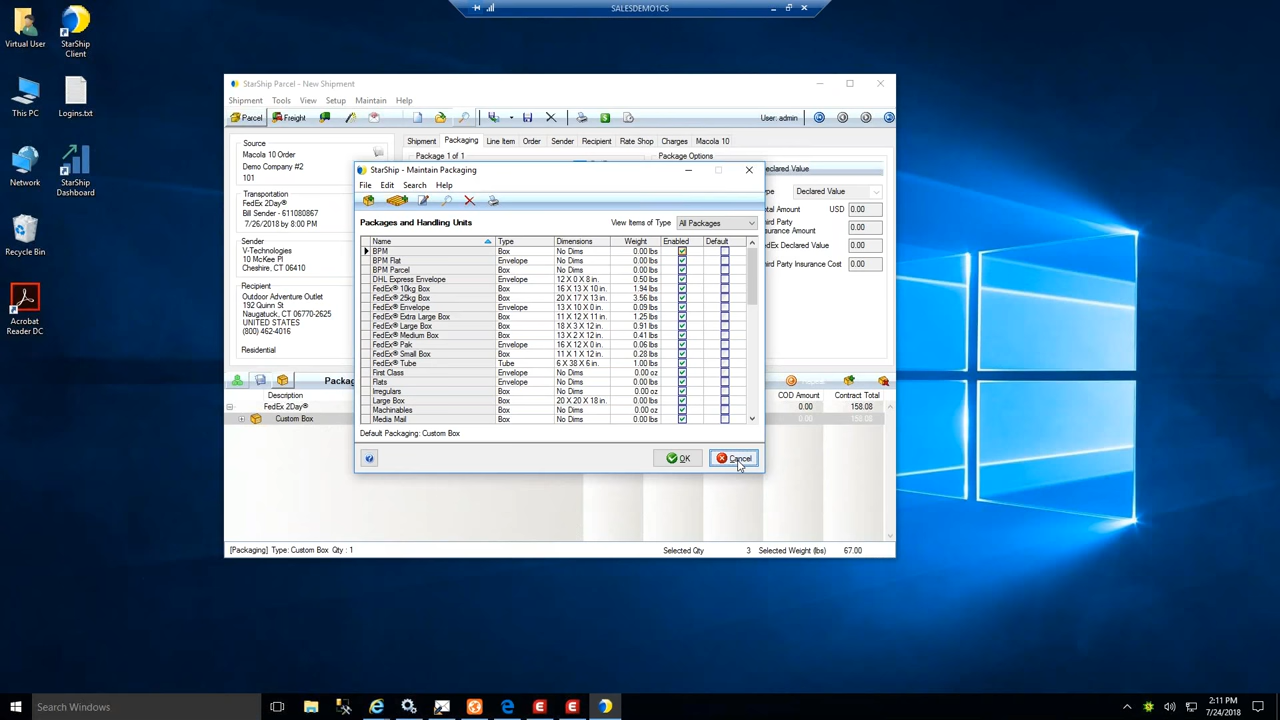 SALESDEMO1CS
Virtual User
StarShip Client
This PC
Logins.txt
Network
StarShip Dashboard
Recycle Bin
Acrobat Reader DC
StarShip Parcel - New Shipment
Shipment Tools View Setup Maintain Help
Parcel Freight User: admin
Source
Macola 10 Order
Demo Company #2
101
Transportation
FedEx 2Day®
Bill Sender - 611080867
7/26/2018 by 8:00 PM
Sender
V-Technologies
10 McKee Pl
Cheshire, CT 06410
Recipient
Outdoor Adventure Outlet
192 Quinn St
Naugatuck, CT 06770-2625
UNITED STATES
(800) 462-4016
Residential
Shipment Packaging Line Item Order Sender Recipient Rate Shop Charges Macola 10
Package 1 of 1 Package Options
eclared Value
ype Declared Value
otal Amount USD 0.00
hird Party
surance Amount 0.00
edEx Declared Value 0.00
hird Party Insurance Cost 0.00
StarShip - Maintain Packaging
File Edit Search Help
Packages and Handling Units View Items of Type All Packages
Name Type Dimensions Weight Enabled Default
BPM Box No Dims 0.00 lbs
BPM Flat Envelope No Dims 0.00 lbs
BPM Parcel Box No Dims 0.00 lbs
DHL Express Envelope Envelope 12 X 0 X 8 in. 0.50 lbs
FedEx® 10kg Box Box 16 X 13 X 10 in. 1.94 lbs
FedEx® 25kg Box Box 20 X 17 X 13 in. 3.56 lbs
FedEx® Envelope Envelope 13 X 10 X 0 in. 0.09 lbs
FedEx® Extra Large Box Box 11 X 12 X 11 in. 1.25 lbs
FedEx® Large Box Box 18 X 3 X 12 in. 0.91 lbs
FedEx® Medium Box Box 13 X 2 X 12 in. 0.41 lbs
FedEx® Pak Envelope 16 X 12 X 0 in. 0.06 lbs
FedEx® Small Box Box 11 X 1 X 12 in. 0.28 lbs
FedEx® Tube Tube 6 X 38 X 6 in. 1.00 lbs
First Class Envelope No Dims 0.00 oz
Flats Envelope No Dims 0.00 lbs
Irregulars Box No Dims 0.00 lbs
Large Box Box 20 X 20 X 18 in. 0.00 lbs
Machinables Box No Dims 0.00 oz
Media Mail Box No Dims 0.00 lbs
Default Packaging: Custom Box
OK Cancel
Packag Repeat
Description COD Amount Contract Total
FedEx 2Day® 0.00 158.08
Custom Box 0.00 158.08
[Packaging] Type: Custom Box Qty : 1 Selected Qty 3 Selected Weight (lbs) 67.00
Search Windows
2:11 PM
7/24/2018